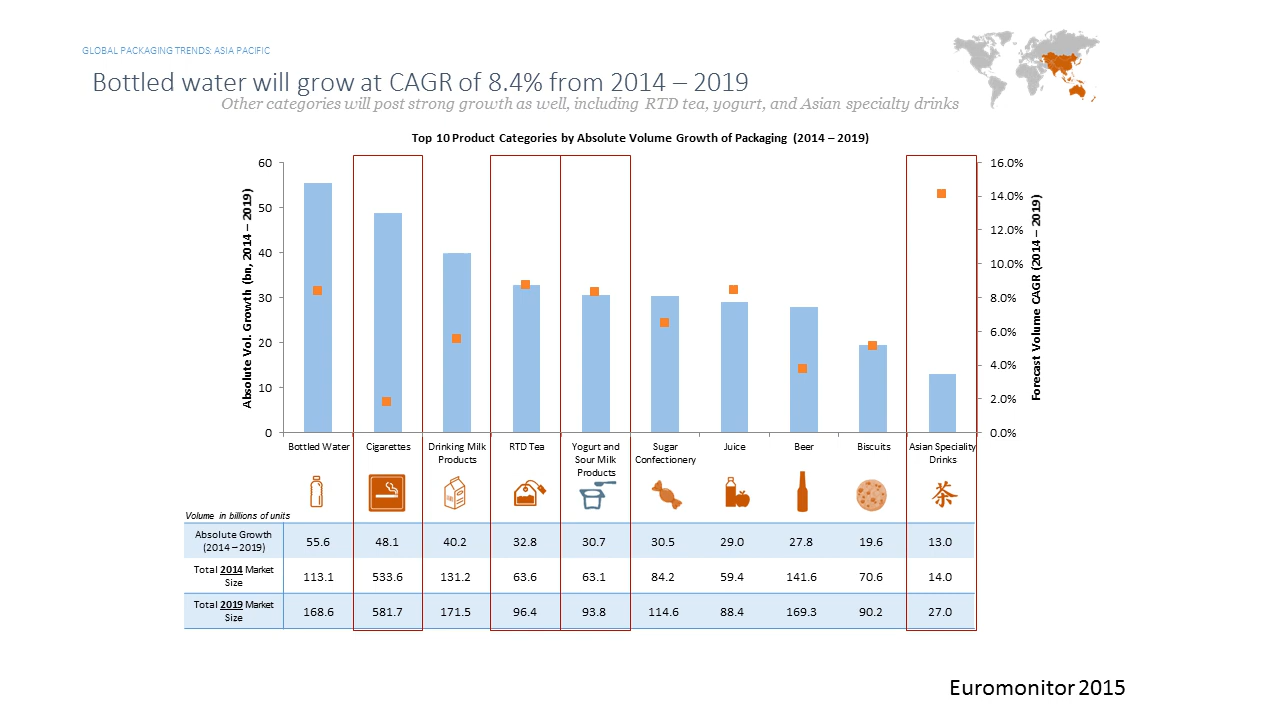 GLOBAL PACKAGING TRENDS: ASIA PACIFIC
Bottled water will grow at CAGR of 8.4% from 2014 – 2019
Other categories will post strong growth as well, including RTD tea, yogurt, and Asian specialty drinks
Top 10 Product Categories by Absolute Volume Growth of Packaging (2014 – 2019)
Absolute Vol. Growth (bn, 2014 – 2019)
60
50
40
30
20
10
0
16.0%
14.0%
12.0%
10.0%
8.0%
6.0%
4.0%
2.0%
0.0%
Forecast Volume CAGR (2014 – 2019)
Bottled Water Cigarettes Drinking Milk RTD Tea Yogurt and Sugar Juice Beer Biscuits Asian Speciality
Products Sour Milk Confectionery Drinks
Products
茶
Volume in billions of units
Absolute Growth
(2014 – 2019) 55.6 48.1 40.2 32.8 30.7 30.5 29.0 27.8 19.6 13.0
Total 2014 Market
Size 113.1 533.6 131.2 63.6 63.1 84.2 59.4 141.6 70.6 14.0
Total 2019 Market
Size 168.6 581.7 171.5 96.4 93.8 114.6 88.4 169.3 90.2 27.0
Euromonitor 2015